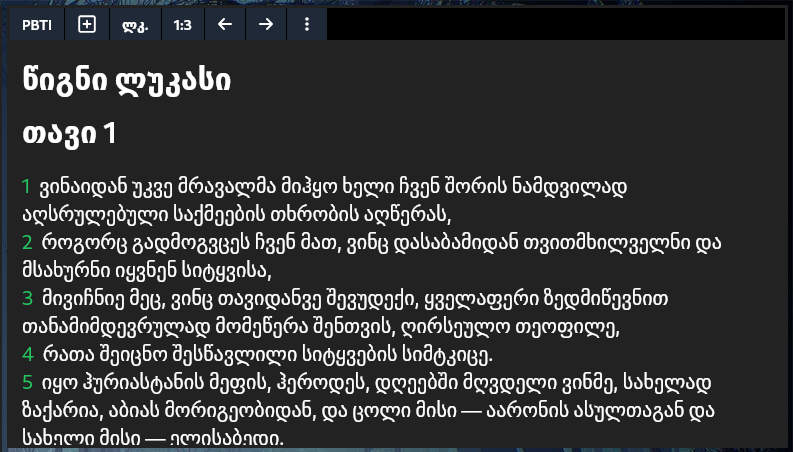 PBTI ლკ. 1:3
წიგნი ლუკასი
თავი 1
1 ვინაიდან უკვე მრავალმა მიჰყო ხელი ჩვენ შორის ნამდვილად
აღსრულებული საქმეების თხრობის აღწერას,
2 როგორც გადმოგვცეს ჩვენ მათ, ვინც დასაბამიდან თვითმხილველნი და
მსახურნი იყვნენ სიტყვისა,
3 მივიჩნიე მეც, ვინც თავიდანვე შევუდექი, ყველაფერი ზედმიწევნით
თანამიმდევრულად მომეწერა შენთვის, ღირსეულო თეოფილე,
4 რათა შეიცნო შესწავლილი სიტყვების სიმტკიცე.
5 იყო ჰურიასტანის მეფის, ჰეროდეს, დღეებში მღვდელი ვინმე, სახელად
ზაქარია, აბიას მორიგეობიდან, და ცოლი მისი — აარონის ასულთაგან და
სახელი მისი — ელისაბედი.